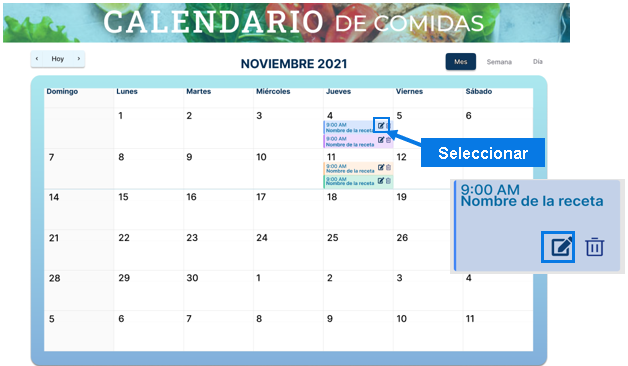 CALENDARIO DE COMIDAS
Hoy
NOVIEMBRE 2021
Mes Semana Día
Domingo Lunes Martes Miércoles Jueves Viernes Sábado
1 2 3 4 5 6
9:00 AM
Nombre de la receta
9:00 AM
Nombre de la receta
Seleccionar
7 8 9 10 11 12
9:00 AM
Nombre de la receta
9:00 AM
Nombre de la receta
9:00 AM
Nombre de la receta
14 15 16 17 18 19
21 22 23 24 25 26
28 29 30 1 2 3 4
5 6 7 8 9 10 11